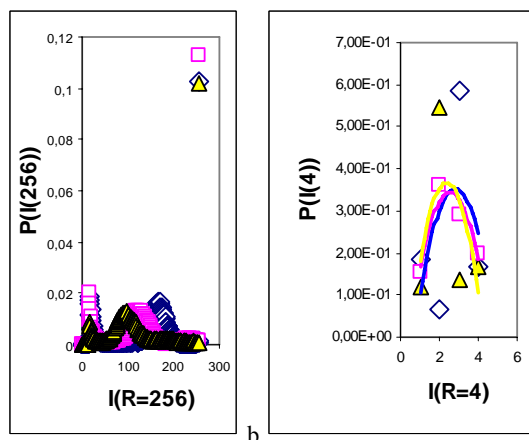 P(I(256))
0,12
0,1
0,08
0,06
0,04
0,02
0
0 100 200 300
I(R=256)
P(I(4))
7,00E-01
6,00E-01
5,00E-01
4,00E-01
3,00E-01
2,00E-01
1,00E-01
0,00E+00
0 2 4 6
I(R=4)
b